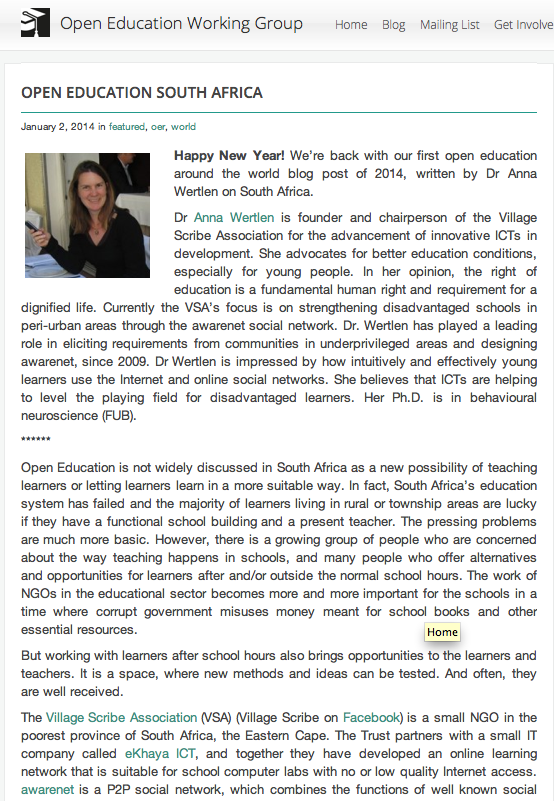 Open Education Working Group
Home Blog Mailing List Get Involve
OPEN EDUCATION SOUTH AFRICA
January 2, 2014 in featured, oer, world
Happy New Year! We're back with our first open education
around the world blog post of 2014, written by Dr Anna
Wertlen on South Africa.
Dr Anna Wertlen is founder and chairperson of the Village
Scribe Association for the advancement of innovative ICTs in
development. She advocates for better education conditions,
especially for young people. In her opinion, the right of
education is a fundamental human right and requirement for a
dignified life. Currently the VSA's focus is on strengthening disadvantaged schools in
peri-urban areas through the awarenet social network. Dr. Wertlen has played a leading
role in eliciting requirements from communities in underprivileged areas and designing
awarenet, since 2009. Dr Wertlen is impressed by how intuitively and effectively young
learners use the Internet and online social networks. She believes that ICTs are helping
to level the playing field for disadvantaged learners. Her Ph.D. is in behavioural
neuroscience (FUB).
******
Open Education is not widely discussed in South Africa as a new possibility of teaching
learners or letting learners learn in a more suitable way. In fact, South Africa's education
system has failed and the majority of learners living in rural or township areas are lucky
if they have a functional school building and a present teacher. The pressing problems
are much more basic. However, there is a growing group of people who are concerned
about the way teaching happens in schools, and many people who offer alternatives
and opportunities for learners after and/or outside the normal school hours. The work of
NGOs in the educational sector becomes more and more important for the schools in a
time where corrupt government misuses money meant for school books and other
essential resources.
Home
But working with learners after school hours also brings opportunities to the learners and
teachers. It is a space, where new methods and ideas can be tested. And often, they
are well received.
The Village Scribe Association (VSA) (Village Scribe on Facebook) is a small NGO in the
poorest province of South Africa, the Eastern Cape. The Trust partners with a small IT
company called eKhaya ICT, and together they have developed an online learning
network that is suitable for school computer labs with no or low quality Internet access.
awarenet is a P2P social network, which combines the functions of well known social